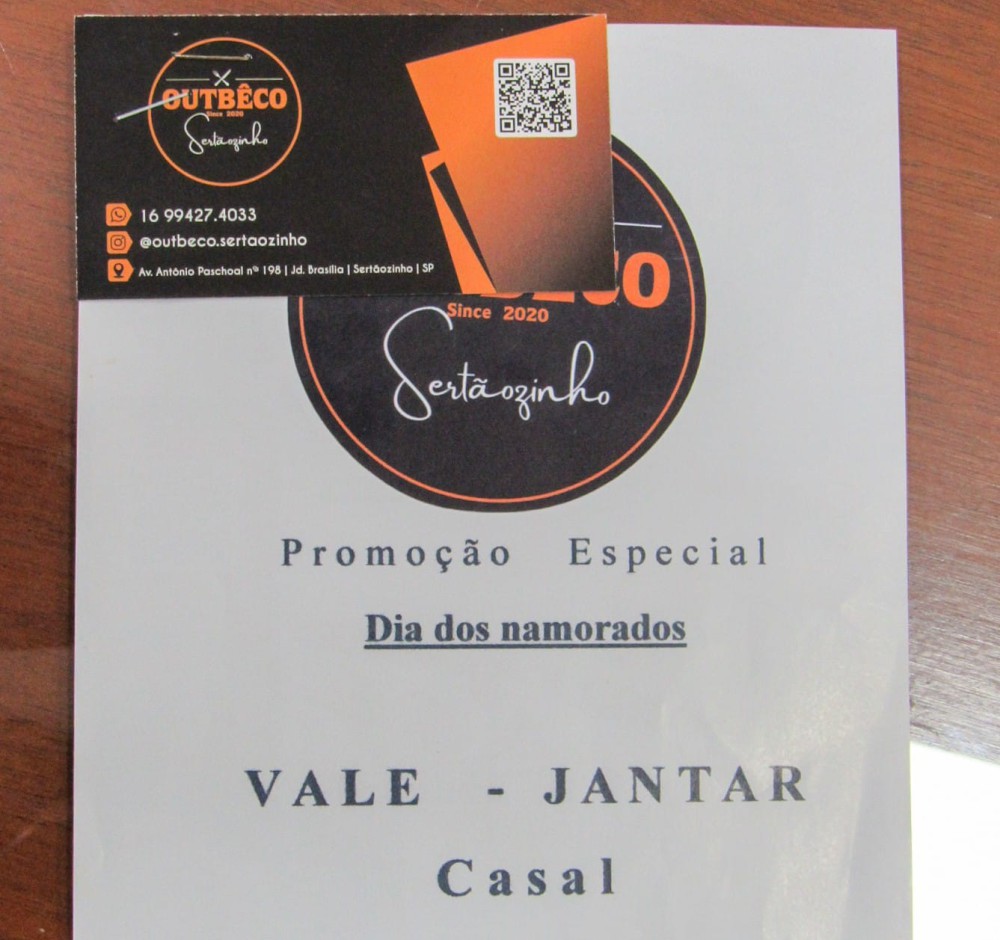 OUTBÊCO
Since 2020
Sertãozinho
16 99427.4033
@outbeco.sertaozinho
Av. Antônio Paschoal nº 198 | Jd. Brasília | Sertãozinho | SP
Since 2020
Sertãozinho
Promoção Especial
Dia dos namorados
VALE - JANTAR
Casal